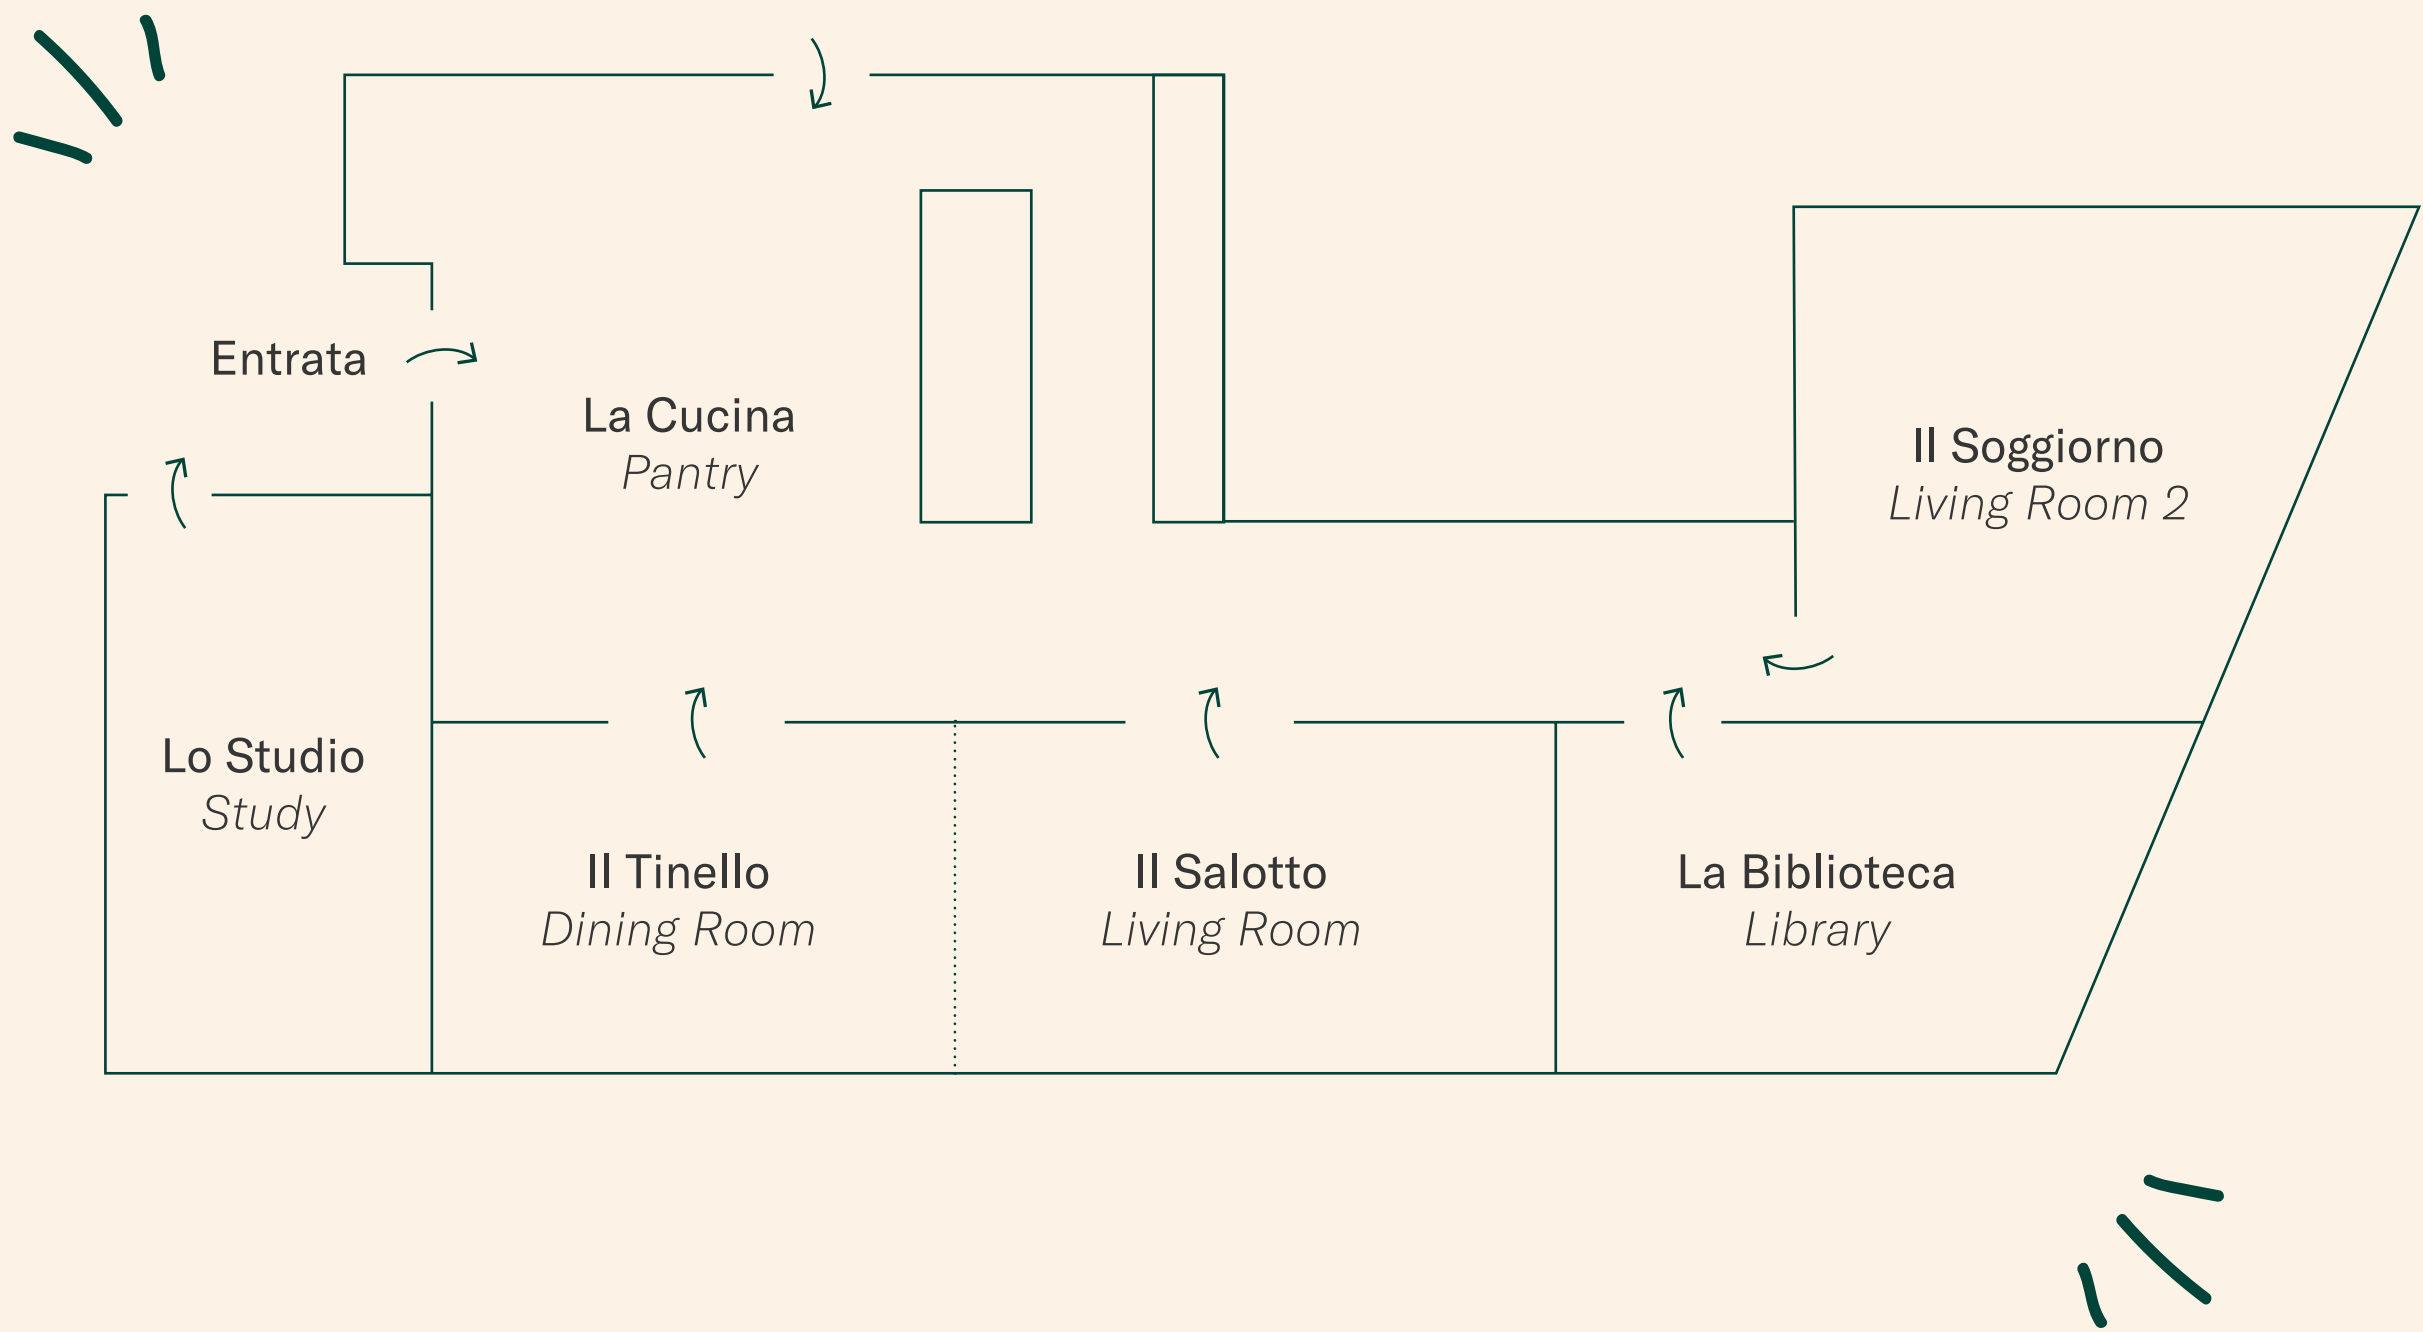 Entrata
La Cucina
Pantry
Il Soggiorno
Living Room 2
Lo Studio
Study
Il Tinello
Dining Room
Il Salotto
Living Room
La Biblioteca
Library